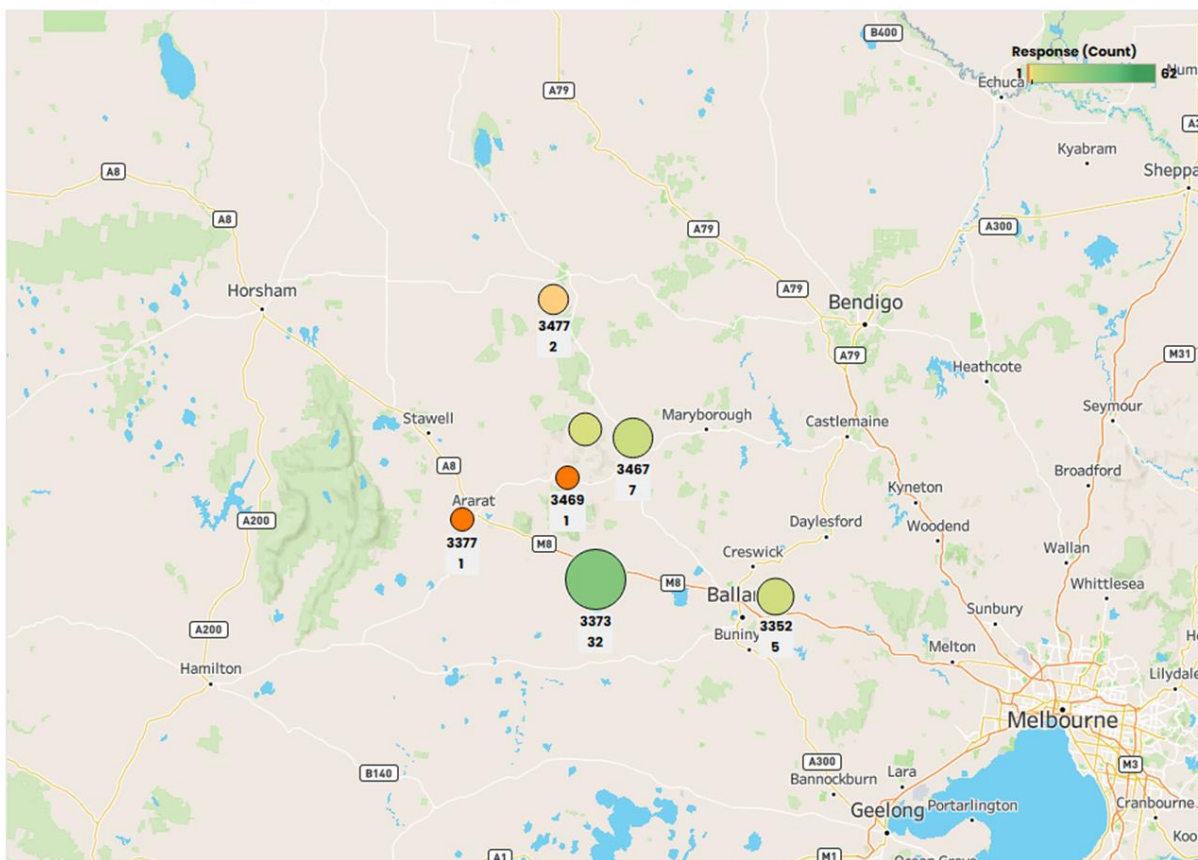 B400
Response (Count)
1
62
Echuca
A79
Kyabram
A8
A8
A79
A300
Horsham
A79
Bendigo
3477
2
A79
M31
Heathcote
Maryborough
Stawell
Castlemaine
Seymour
A8
3467
7
Broadford
Kyneton
3469
1
Ararat
A200
Daylesford
Woodend
3377
1
M8
Creswick
Wallan
M8
Whittlesea
3373
32
3352
5
Sunbury
A200
Melton
Hamilton
Lilydale
Melbourne
B140
A300
M3
Bannockburn
Lara
Geelong
Portarlington
Cranbourne
A1
M1